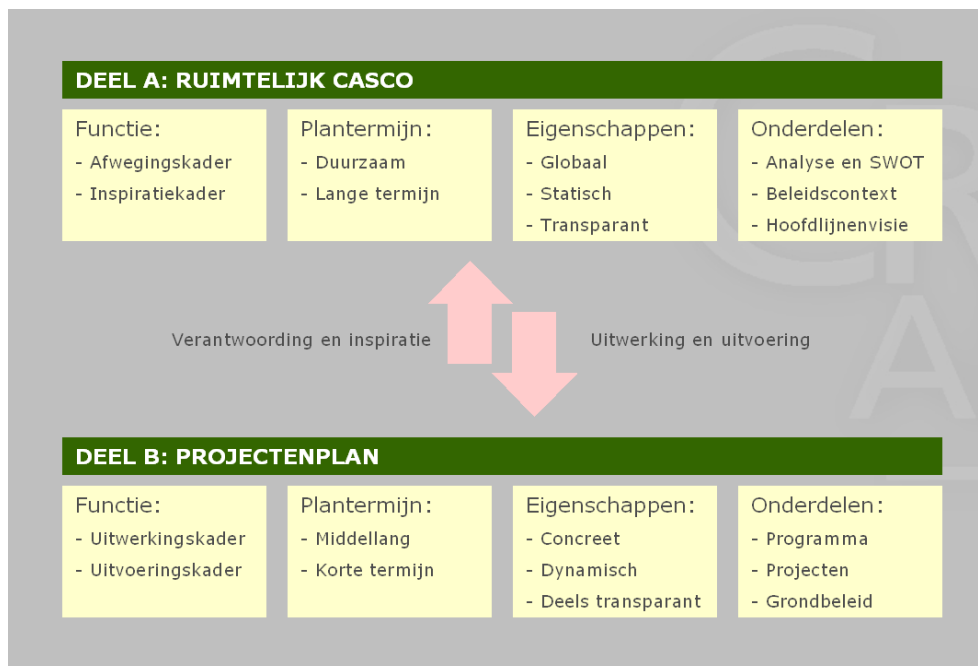 DEEL A: RUIMTELIJK CASCO
Functie:
- Afwegingskader
- Inspiratiekader
Plantermijn:
- Duurzaam
- Lange termijn
Eigenschappen:
- Globaal
- Statisch
- Transparant
Onderdelen:
- Analyse en SWOT
- Beleidscontext
- Hoofdlijnenvisie
Verantwoording en inspiratie
Uitwerking en uitvoering
DEEL B: PROJECTENPLAN
Functie:
- Uitwerkingskader
- Uitvoeringskader
Plantermijn:
- Middellang
- Korte termijn
Eigenschappen:
- Concreet
- Dynamisch
- Deels transparant
Onderdelen:
- Programma
- Projecten
- Grondbeleid